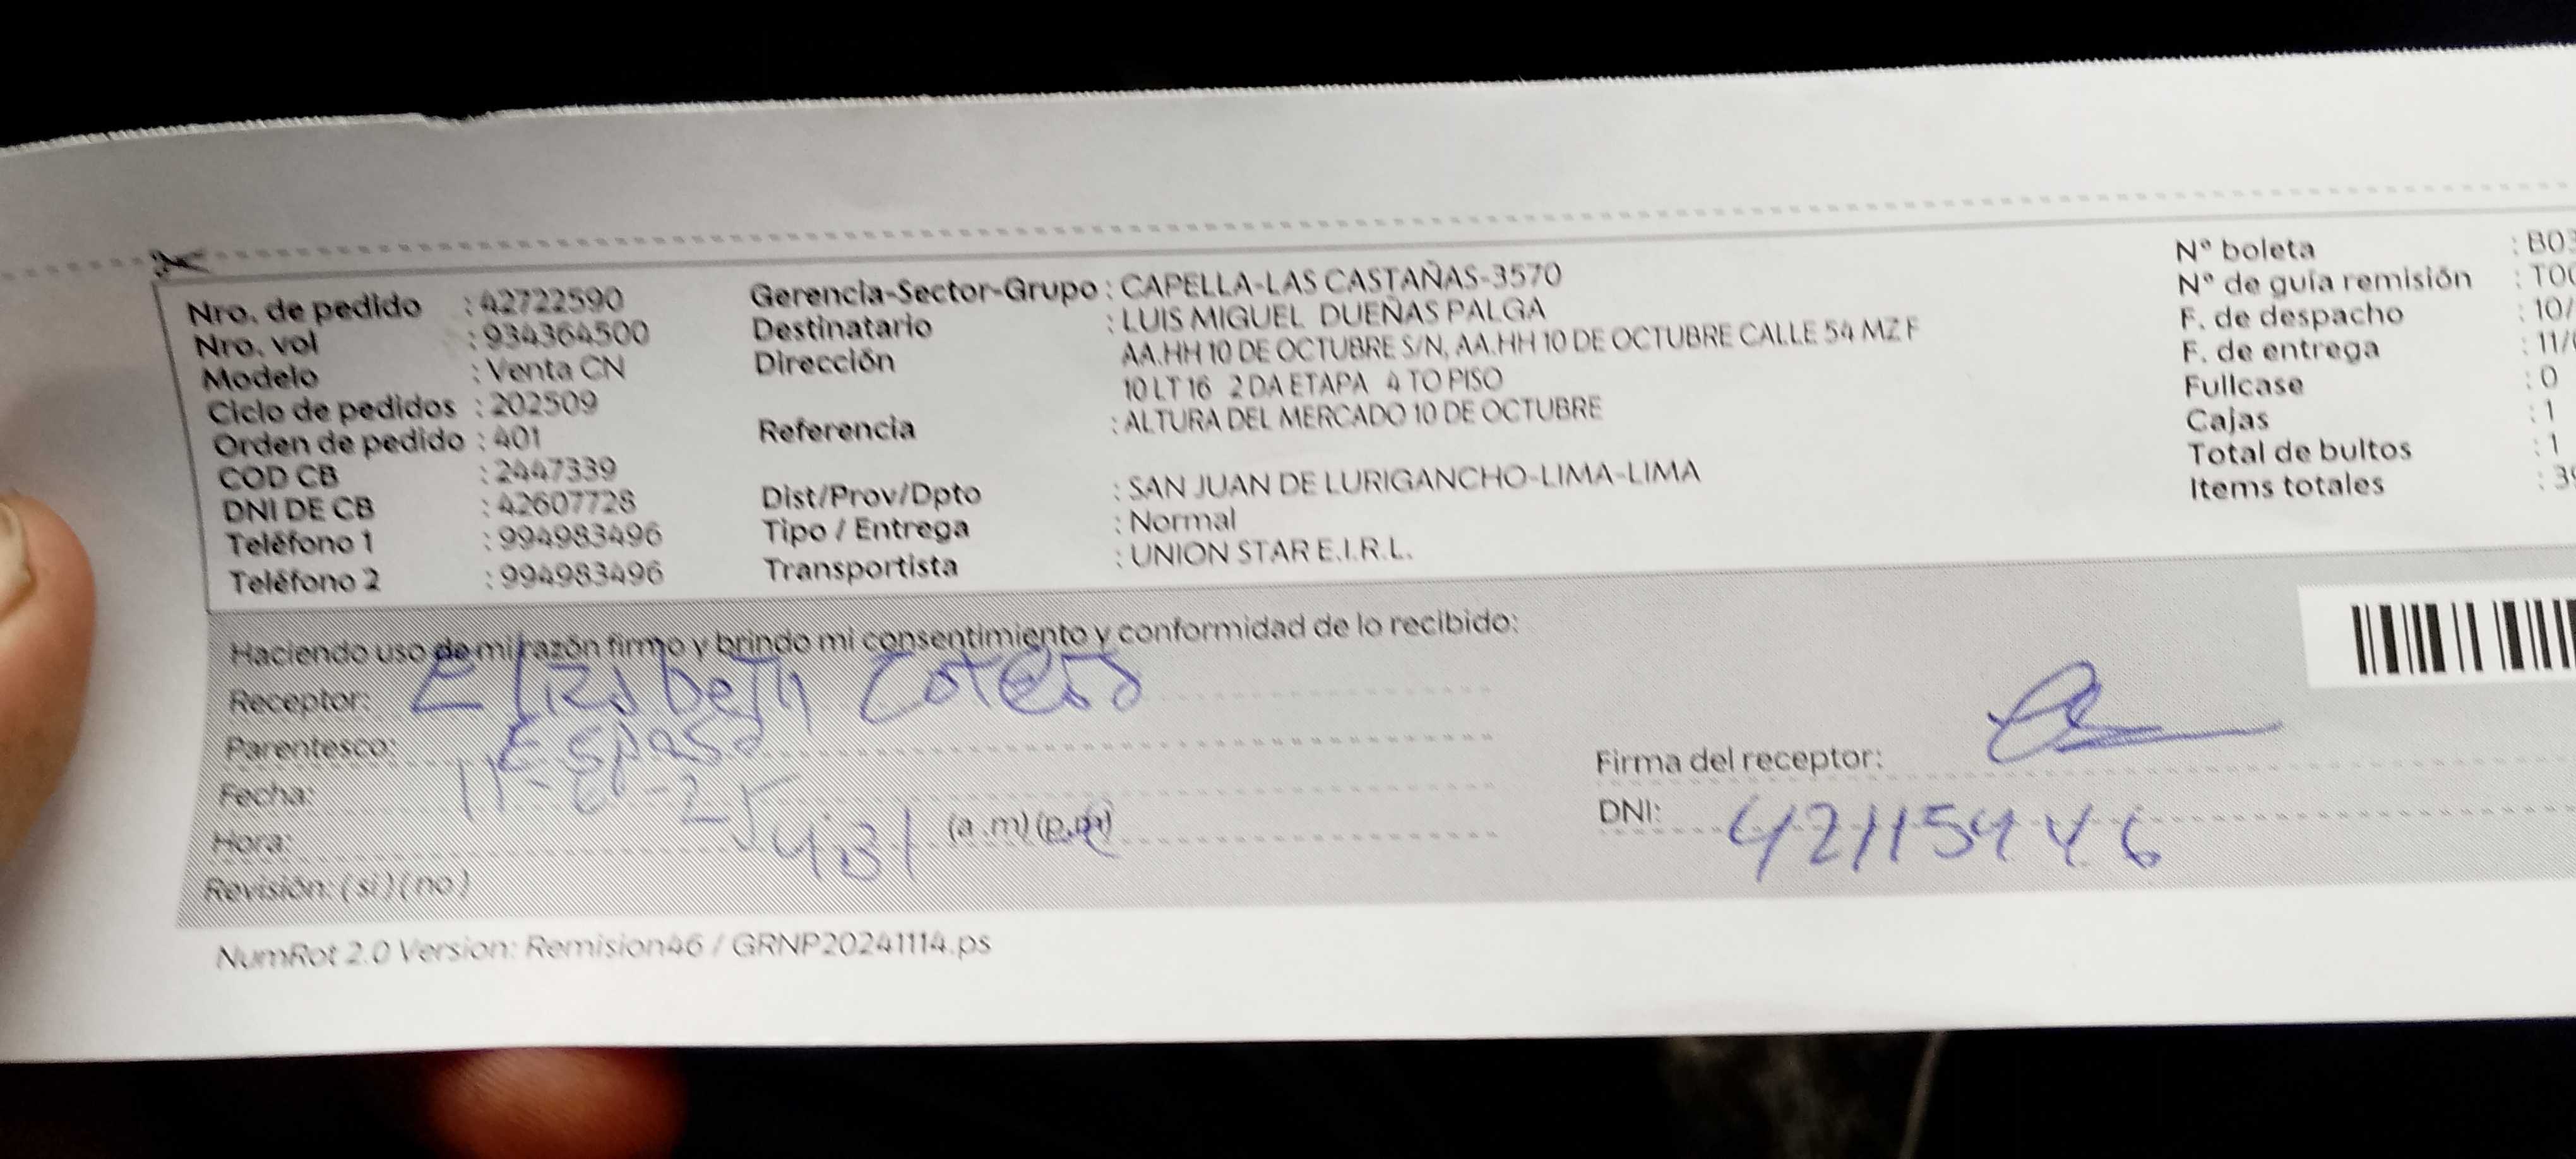 Nro. de pedido : 42722590
Nro. vol : 934364500
Modelo : Venta CN
Ciclo de pedidos : 202509
Orden de pedido : 401
COD CB : 2447339
DNI DE CB : 42607728
Teléfono 1 : 994983496
Teléfono 2 : 994983496
Gerencia-Sector-Grupo : CAPELLA-LAS CASTAÑAS-3570
Destinatario : LUIS MIGUEL DUEÑAS PALGA
Dirección AA.HH 10 DE OCTUBRE S/N, AA.HH 10 DE OCTUBRE CALLE 54 MZ F
10 LT 16 2 DA ETAPA 4 TO PISO
Referencia : ALTURA DEL MERCADO 10 DE OCTUBRE
Dist/Prov/Dpto : SAN JUAN DE LURIGANCHO-LIMA-LIMA
Tipo / Entrega : Normal
Transportista : UNION STAR E.I.R.L.
N° boleta : B03
N° de guía remisión : T00
F. de despacho : 10/
F. de entrega : 11/
Fullcase : 0
Cajas : 1
Total de bultos : 1
Items totales : 39
Haciendo uso de mi razón firmo y brindo mi consentimiento y conformidad de lo recibido:
Receptor: Elizabeth Cotero
Parentesco: Esposa
Fecha: 11-6-25
Hora: 4:31 (a.m) (p.m)
Revisión: (si) (no)
Firma del receptor:
DNI: 42115446
NumRot 2.0 Version: Remision46 / GRNP20241114.ps